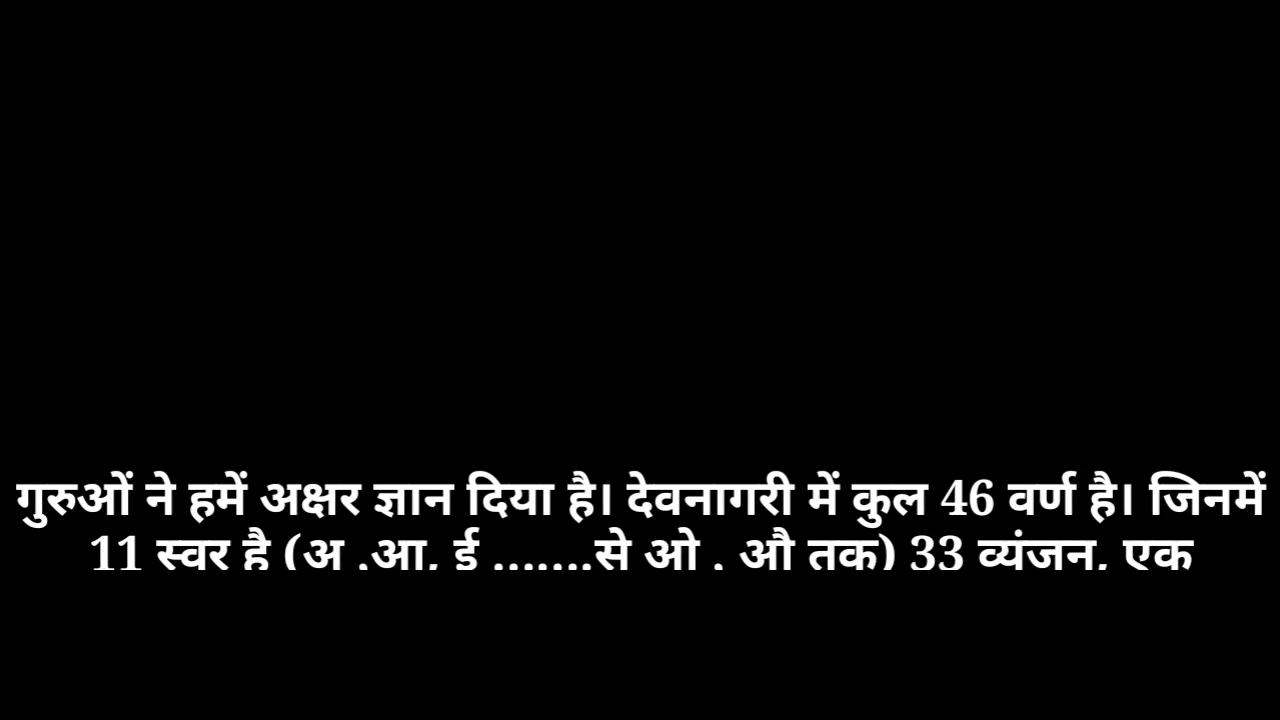 गुरुओं ने हमें अक्षर ज्ञान दिया है। देवनागरी में कुल 46 वर्ण है। जिनमें
11 स्वर है (अ ,आ, ई .......से ओ , औ तक) 33 व्यंजन, एक